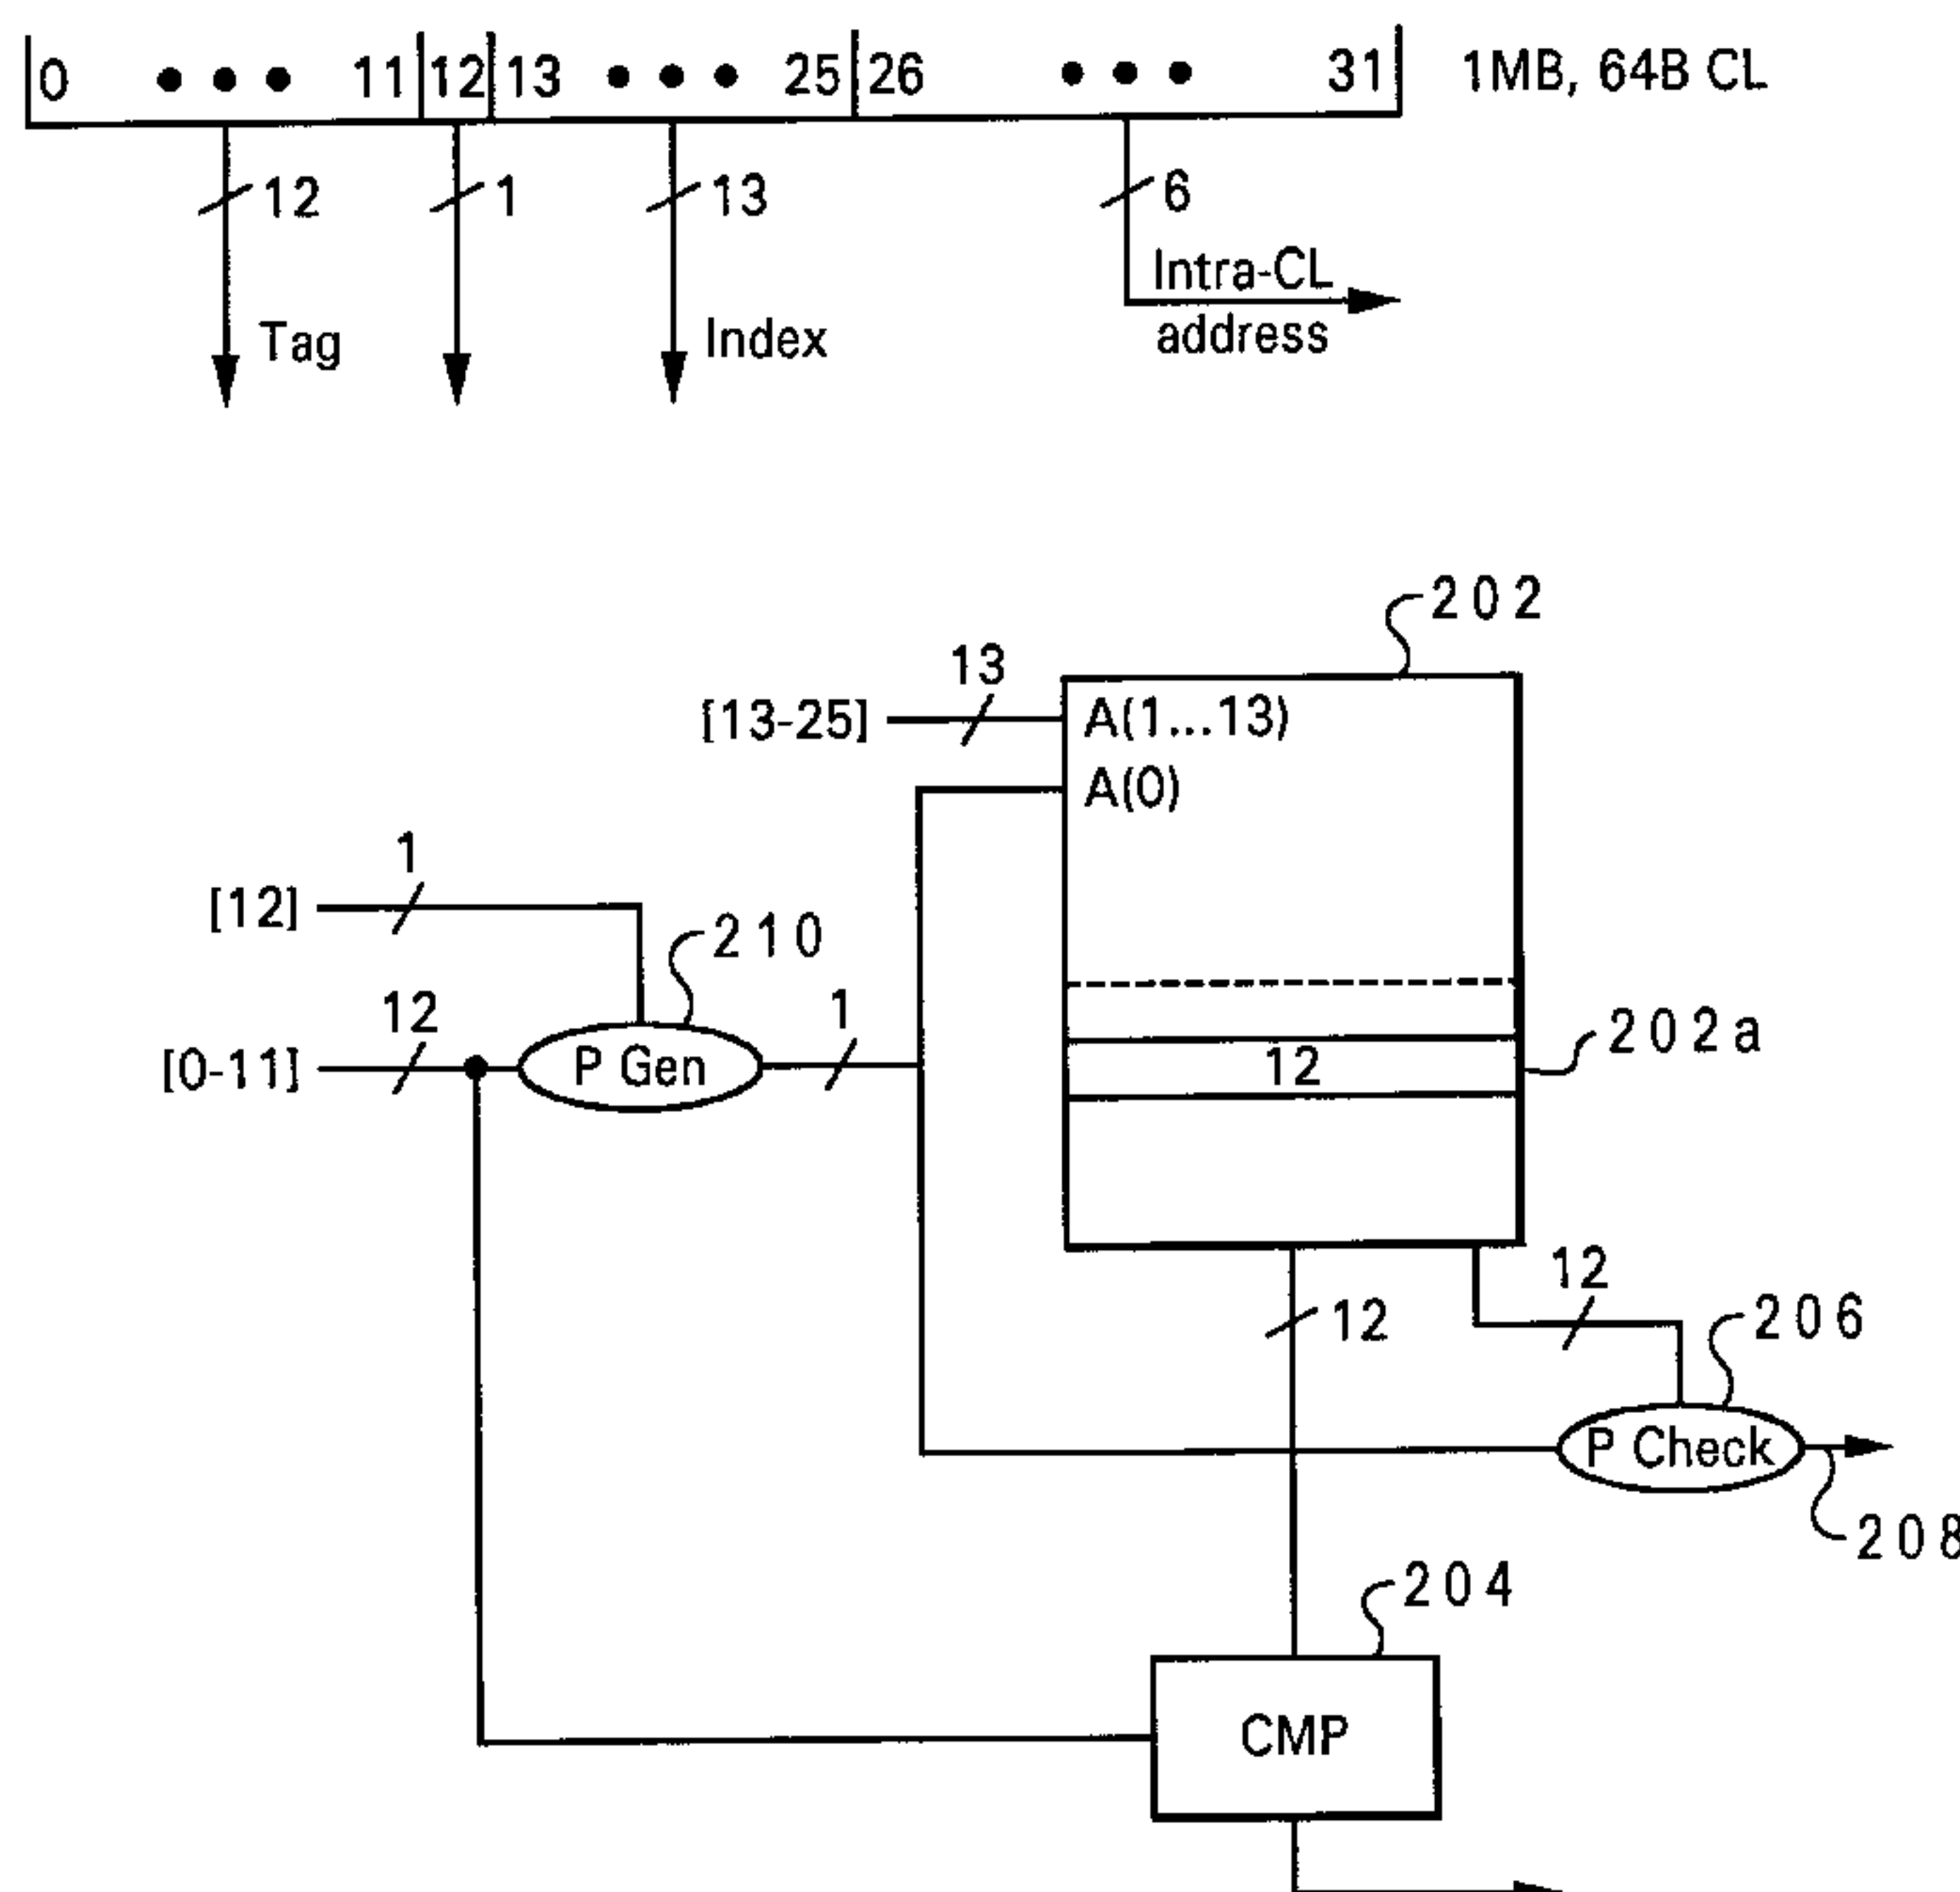 0 ● ● ● 11 12 13 ● ● ● 25 26 ● ● ● 31 1MB, 64B CL
12 1 13 6
Intra-CL
address
Tag
Index
202
13
[13-25]
A(1...13)
A(0)
1
[12]
210
12
1
[0-11]
P Gen
202a
12
12
12
206
P Check
208
204
CMP